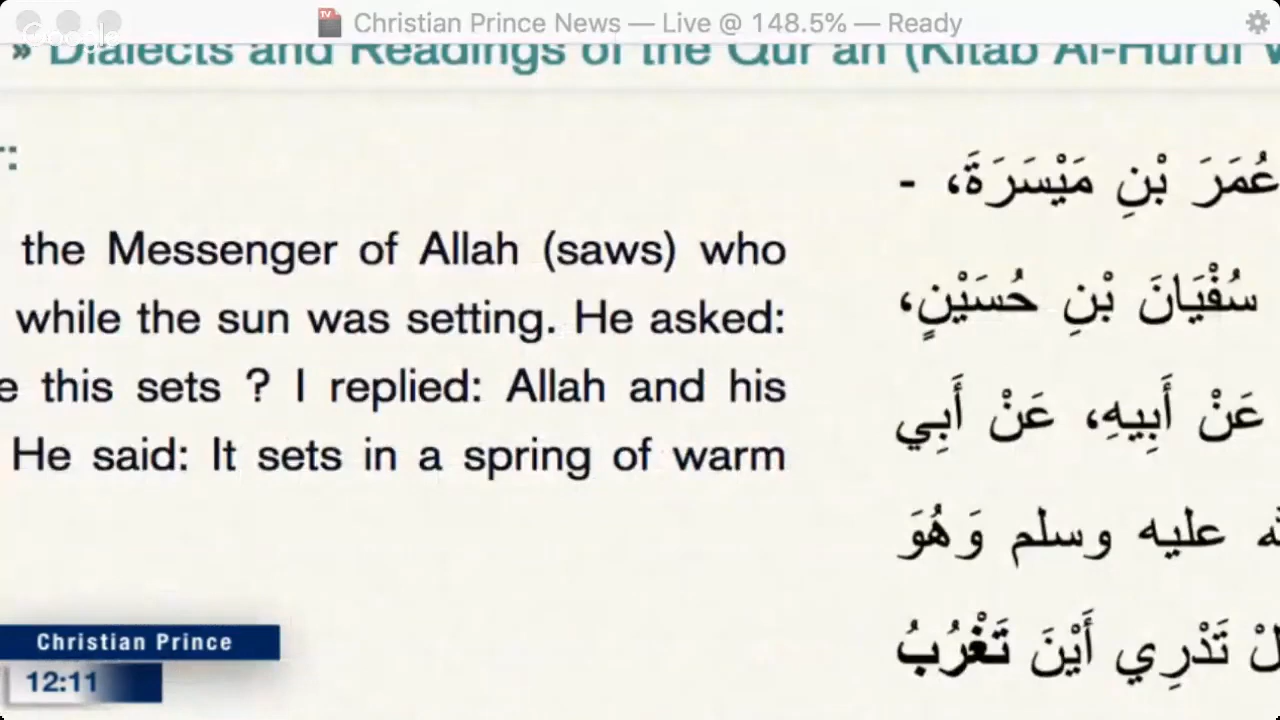 Christian Prince News — Live @ 148.5% — Ready
Google
» Dialects and Readings of the Qur'an (Kitab Al-Huruf
عُمَرَ بْنِ مَيْسَرَةَ، -
the Messenger of Allah (saws) who
سُفْيَانَ بْنِ حُسَيْنٍ،
while the sun was setting. He asked:
this sets ? I replied: Allah and his
عَنْ أَبِيهِ، عَنْ أَبِي
He said: It sets in a spring of warm
عليه وسلم وَهُوَ
تَدْرِي أَيْنَ تَغْرُبُ
Christian Prince
12:11